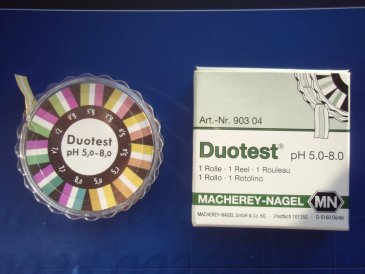 Duotest
pH 5,0-8,0
Art.-Nr. 903 04
Duotest® pH 5.0-8.0
1 Rolle · 1 Reel · 1 Rouleau
1 Rollo · 1 Rotolino
MACHEREY-NAGEL MN
MACHEREY-NAGEL GmbH & Co. KG · Postfach 101352 · D-5160 Düren